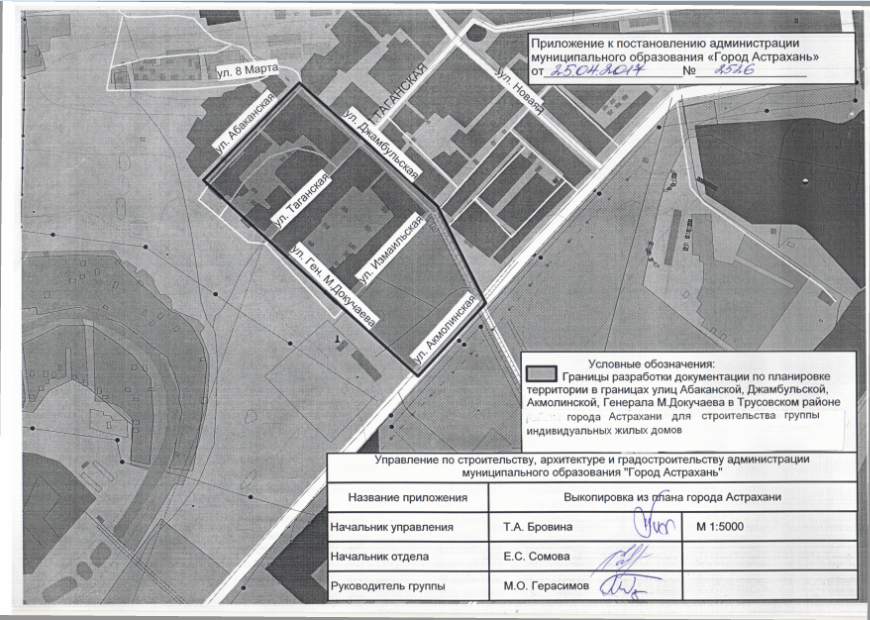 Приложение к постановлению администрации
муниципального образования «Город Астрахань»
от 25.04.2017 № 2526
ул. 8 Марта
ул. Абаканская
ул. Джамбульская
ТАГАНСКАЯ
ул. Новая
ул. Таганская
ул. Измаильская
ул. Ген. М.Докучаева
ул. Акмолинская
Условные обозначения:
Границы разработки документации по планировке
территории в границах улиц Абаканской, Джамбульской,
Акмолинской, Генерала М.Докучаева в Трусовском районе
города Астрахани для строительства группы
индивидуальных жилых домов
Управление по строительству, архитектуре и градостроительству администрации
муниципального образования "Город Астрахань"
Название приложения Выкопировка из плана города Астрахани
Начальник управления Т.А. Бровина М 1:5000
Начальник отдела Е.С. Сомова
Руководитель группы М.О. Герасимов